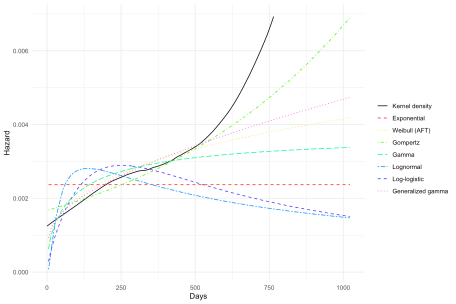 0.006
0.004
0.002
0.000
Hazard
0
250
500
750
1000
Days
Kernel density
Exponential
Weibull (AFT)
Gompertz
Gamma
Lognormal
Log-logistic
Generalized gamma